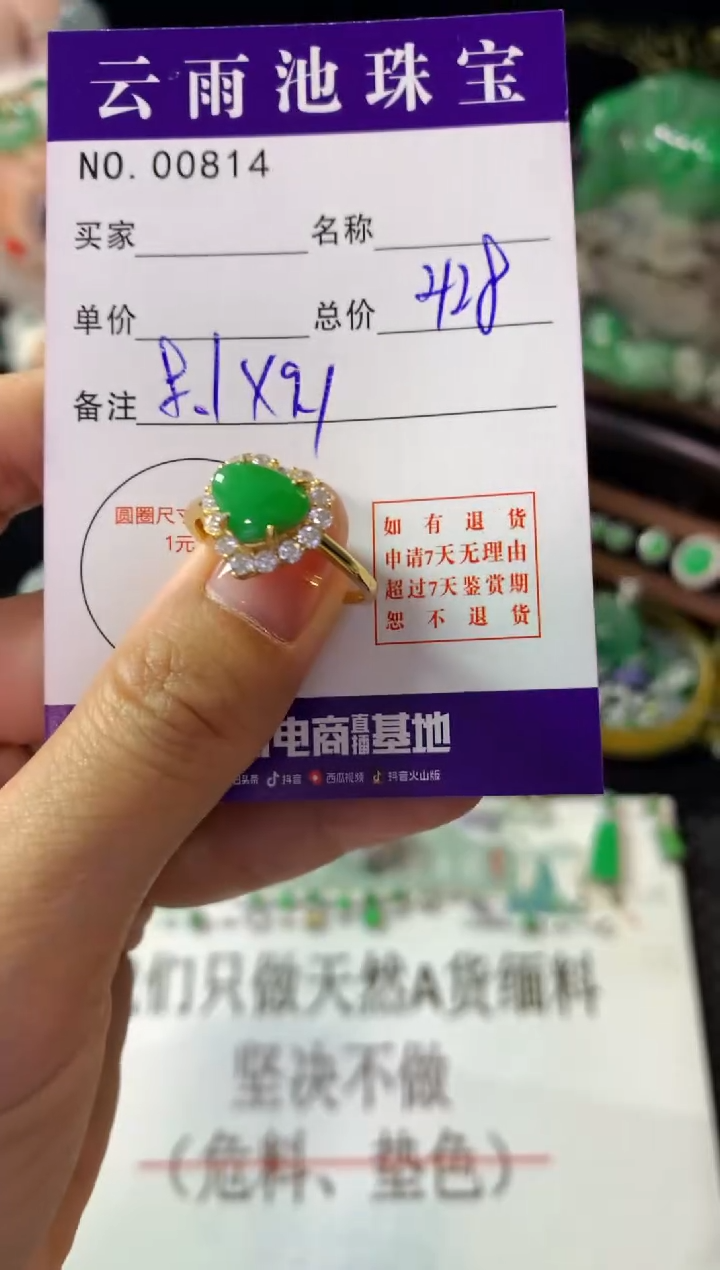 云雨池珠宝
NO. 00814
买家 名称
单价 总价 428
备注 8.1X9.1
圆圈尺寸
1元
如有退货
申请7天无理由
超过7天鉴赏期
恕不退货
电商直播基地
头条 抖音 西瓜视频 抖音火山版
们只做天然A货缅料
坚决不做
(危料、垫色)